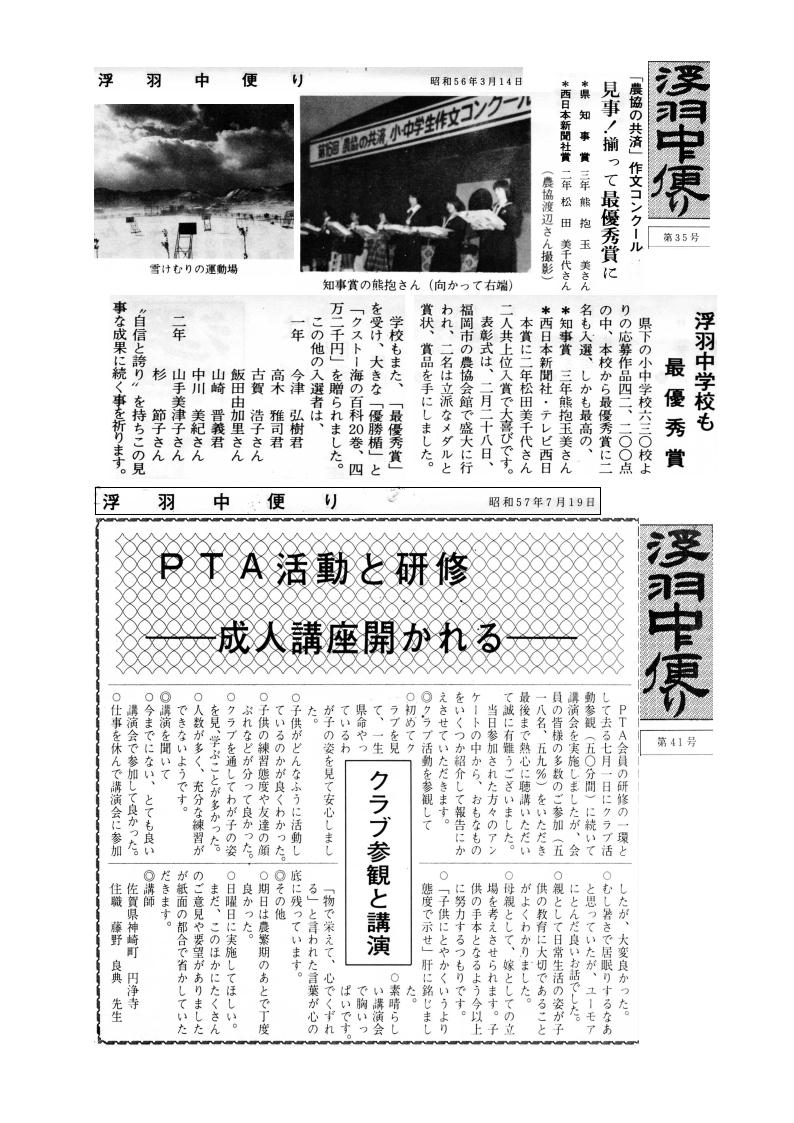 浮羽中便り
昭和56年3月14日
浮羽中便り
第35号
「農協の共済」作文コンクール
見事！揃って最優秀賞に
＊県知事賞 三年 熊抱玉美さん
＊西日本新聞社賞 二年 松田美千代さん
（農協渡辺さん撮影）
第16回 農協の共済 小・中学生作文コンクール
雪けむりの運動場
知事賞の熊抱さん（向かって右端）
浮羽中学校も
最優秀賞
県下の小中学校六三〇校よ
りの応募作品四二、二〇〇点
の中、本校から最優秀賞に二
名も入選、しかも最高の、
＊知事賞 三年熊抱玉美さん
＊西日本新聞社・テレビ西日
本賞に二年松田美千代さん
二人共上位入賞で大喜びです。
表彰式は、二月二十八日、
福岡市の農協会館で盛大に行
われ、二名は立派なメダルと
賞状、賞品を手にしました。
学校もまた、「最優秀賞」
を受け、大きな「優勝楯」と
「クストー海の百科20巻、四
万二千円」を贈られました。
この他の入選者は、
一年 今津 弘樹君
高木 雅司君
古賀 浩子さん
飯田由加里さん
山崎 晋義君
中川 美紀さん
二年 山手美津子さん
杉 節子さん
“自信と誇り”を持ちこの見
事な成果に続く事を祈ります。
浮羽中便り
昭和57年7月19日
浮羽中便り
第41号
PTA活動と研修
――成人講座開かれる――
クラブ参観と講演
PTA会員の研修の一環と
して去る七月一日にクラブ活
動参観（五〇分間）に続いて
講演会を実施しましたが、会
員の皆様の多数のご参加（五
一八名、五九％）をいただき
最後まで熱心に聴講いただい
て誠に有難うございました。
当日参加された方々のアン
ケートの中から、おもなもの
をいくつか紹介して報告にか
えさせていただきます。
◎クラブ活動を参観して
○初めてク
ラブを見
て、一生
県命やっ
ているわ
が子の姿を見て安心しまし
た。
○子供がどんなふうに活動し
ているのかが良くわかった。
○子供の練習態度や友達の顔
ぶれなどが分って良かった。
○クラブを通してわが子の姿
を見、学ぶことが多かった。
○人数が多く、充分な練習が
できないようです。
◎講演を聞いて
○今までにない、とても良い
講演会で参加して良かった。
○仕事を休んで講演会に参加
したが、大変良かった。
○むし暑さで居眠りするなあ
と思っていたが、ユーモア
にとんだ良いお話でした。
○親として日常生活の姿が子
供の教育に大切であること
がよくわかりました。
○母親として、嫁としての立
場を考えさせられます。子
供の手本となるよう今以上
に努力するつもりです。
○「子供にとやかくいうより
態度で示せ」肝に銘じまし
た。
○素晴らし
い講演会
で胸いっ
ぱいです。
「物で栄えて、心でくずれ
る」と言われた言葉が心の
底に残っています。
◎その他
○期日は農繁期のあとで丁度
良かった。
○日曜日に実施してほしい。
まだ、このほかにたくさん
のご意見や要望がありました
が紙面の都合で省かしていた
だきます。
◎講師
佐賀県神崎町 円浄寺
住職 藤野 良典 先生